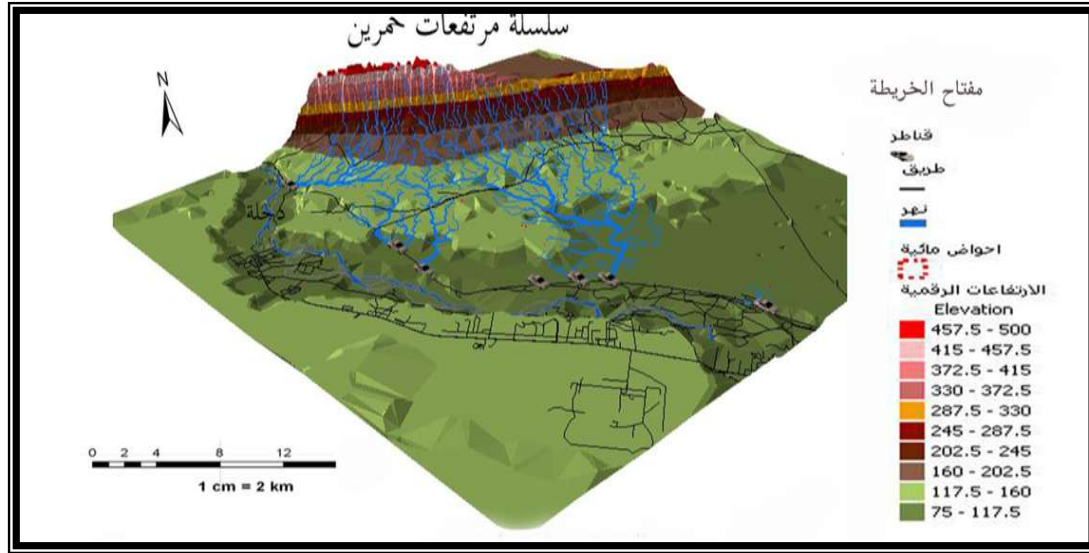 سلسلة مرتفعات حمرين
N
دجلة
0 2 4 8 12
1 cm = 2 km
مفتاح الخريطة
قناطر
طريق
نهر
احواض مائية
الارتفاعات الرقمية
Elevation
457.5 - 500
415 - 457.5
372.5 - 415
330 - 372.5
287.5 - 330
245 - 287.5
202.5 - 245
160 - 202.5
117.5 - 160
75 - 117.5